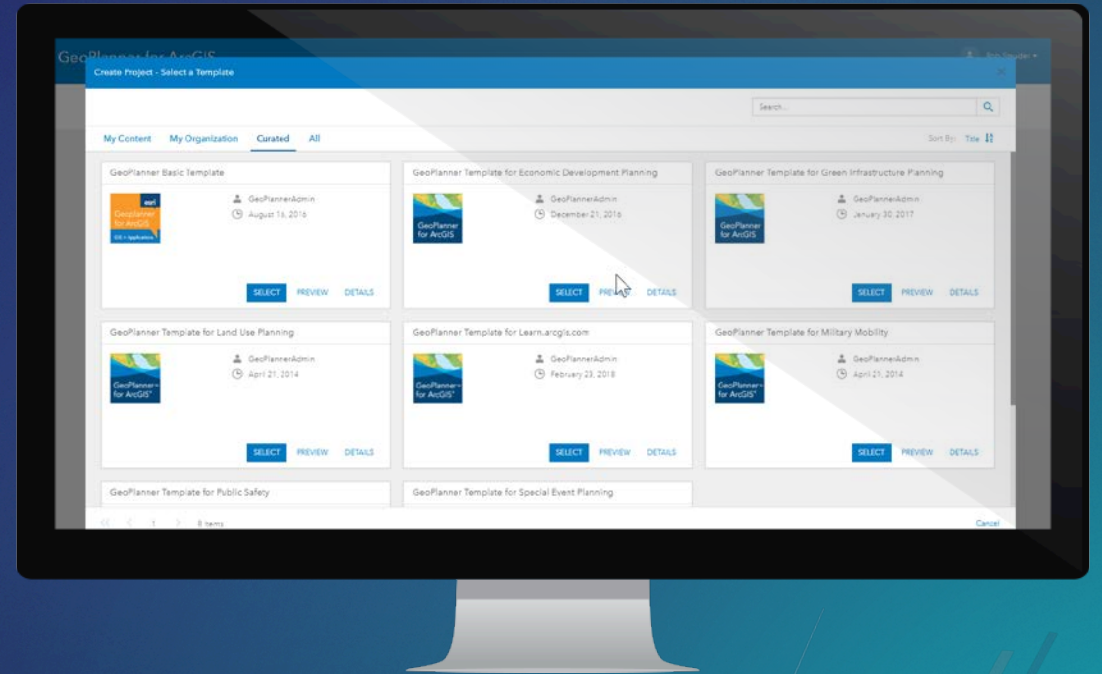 GeoPlanner for ArcGIS
Create Project - Select a Template
Search...
My Content My Organization Curated All
Sort By: Title
GeoPlanner Basic Template
esri
Geoplanner
for ArcGIS
GeoPlannerAdmin
August 16, 2016
SELECT PREVIEW DETAILS
GeoPlanner Template for Economic Development Planning
GeoPlanner
for ArcGIS
GeoPlannerAdmin
December 21, 2016
SELECT PREVIEW DETAILS
GeoPlanner Template for Green Infrastructure Planning
GeoPlanner
for ArcGIS
GeoPlannerAdmin
January 30, 2017
SELECT PREVIEW DETAILS
GeoPlanner Template for Land Use Planning
GeoPlanner
for ArcGIS
GeoPlannerAdmin
April 21, 2014
SELECT PREVIEW DETAILS
GeoPlanner Template for Learn.arcgis.com
GeoPlanner
for ArcGIS
GeoPlannerAdmin
February 23, 2018
SELECT PREVIEW DETAILS
GeoPlanner Template for Military Mobility
GeoPlanner
for ArcGIS
GeoPlannerAdmin
April 21, 2014
SELECT PREVIEW DETAILS
GeoPlanner Template for Public Safety
GeoPlanner Template for Special Event Planning
1 8 items
Cancel